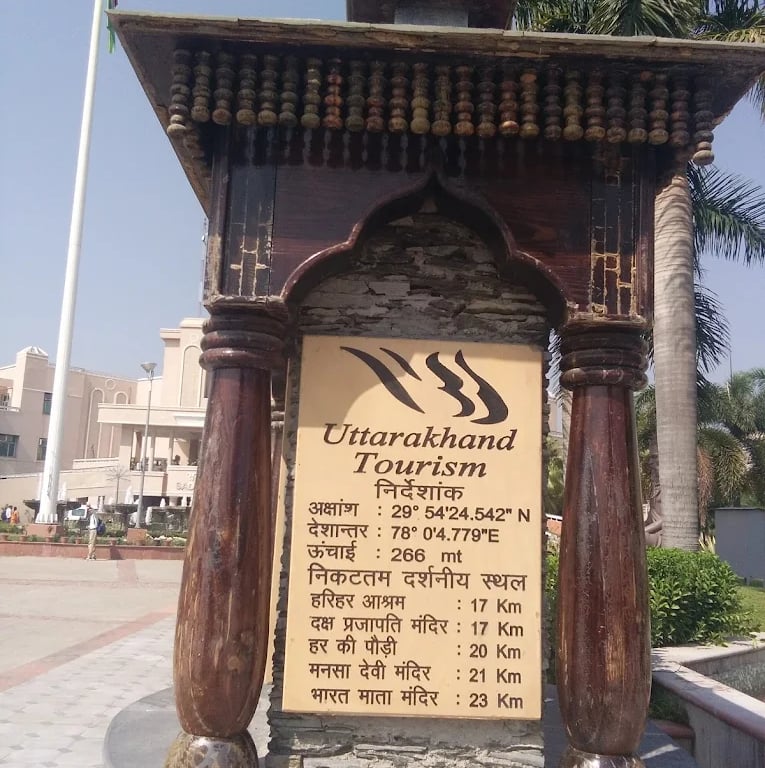 Uttarakhand
Tourism
निर्देशांक
अक्षांश : 29° 54'24.542" N
देशान्तर : 78° 0'4.779"E
ऊंचाई : 266 mt
निकटतम दर्शनीय स्थल
हरिहर आश्रम : 17 Km
दक्ष प्रजापति मंदिर : 17 Km
हर की पौड़ी : 20 Km
मनसा देवी मंदिर : 21 Km
भारत माता मंदिर : 23 Km